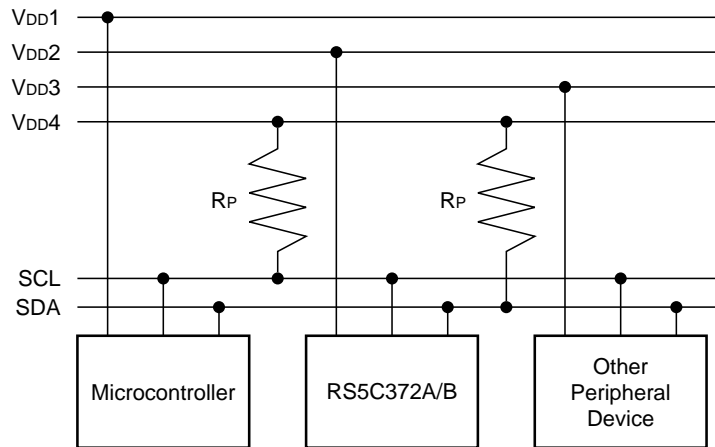 VDD1
VDD2
VDD3
VDD4
RP
RP
SCL
SDA
Microcontroller
RS5C372A/B
Other
Peripheral
Device